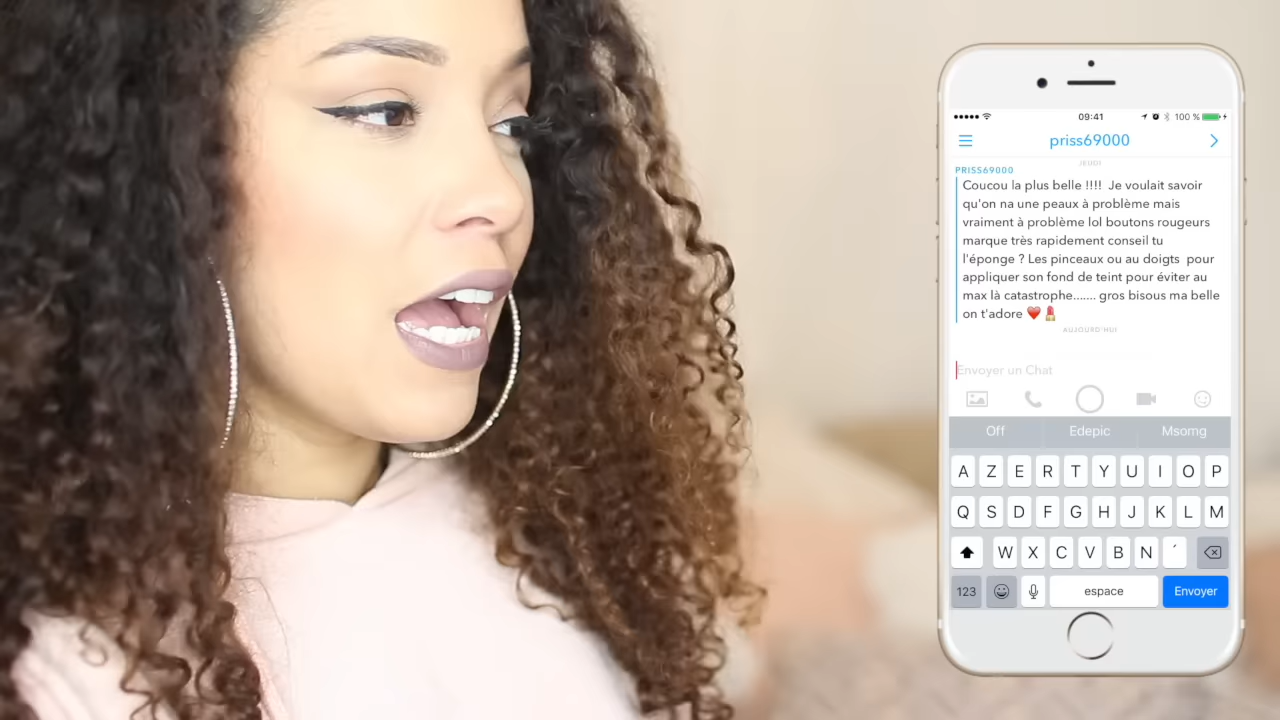 09:41
100 %
priss69000
JEUDI
PRISS69000
Coucou la plus belle !!!! Je voulait savoir
qu'on na une peaux à problème mais
vraiment à problème lol boutons rougeurs
marque très rapidement conseil tu
l'éponge ? Les pinceaux ou au doigts pour
appliquer son fond de teint pour éviter au
max là catastrophe....... gros bisous ma belle
on t'adore ❤️💄
AUJOURD'HUI
Envoyer un Chat
Off Edepic Msomg
A Z E R T Y U I O P
Q S D F G H J K L M
W X C V B N ´
123 espace Envoyer